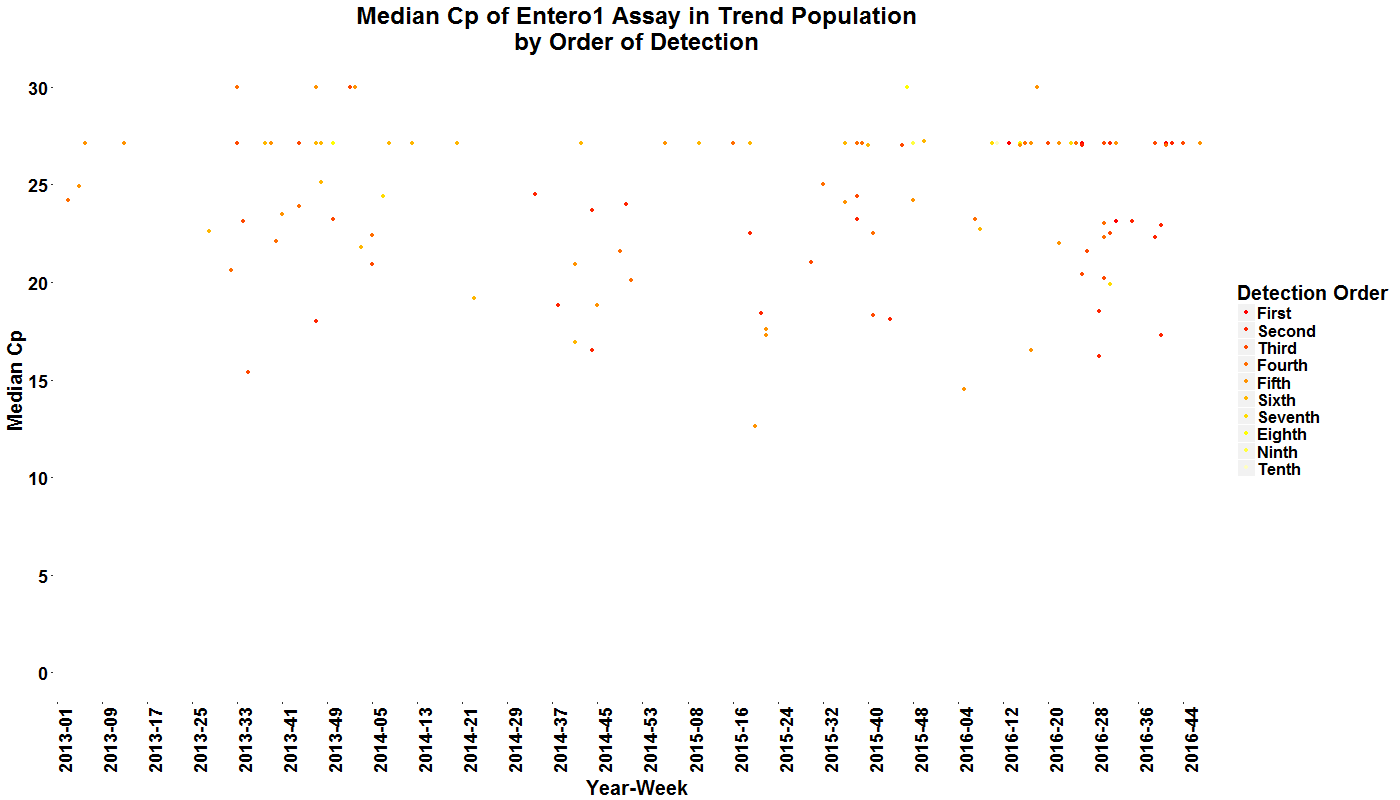 Median Cp of Entero1 Assay in Trend Population
by Order of Detection
30
25
20
15
10
5
0
Median Cp
2013-01
2013-09
2013-17
2013-25
2013-33
2013-41
2013-49
2014-05
2014-13
2014-21
2014-29
2014-37
2014-45
2014-53
2015-08
2015-16
2015-24
2015-32
2015-40
2015-48
2016-04
2016-12
2016-20
2016-28
2016-36
2016-44
Year-Week
Detection Order
First
Second
Third
Fourth
Fifth
Sixth
Seventh
Eighth
Ninth
Tenth